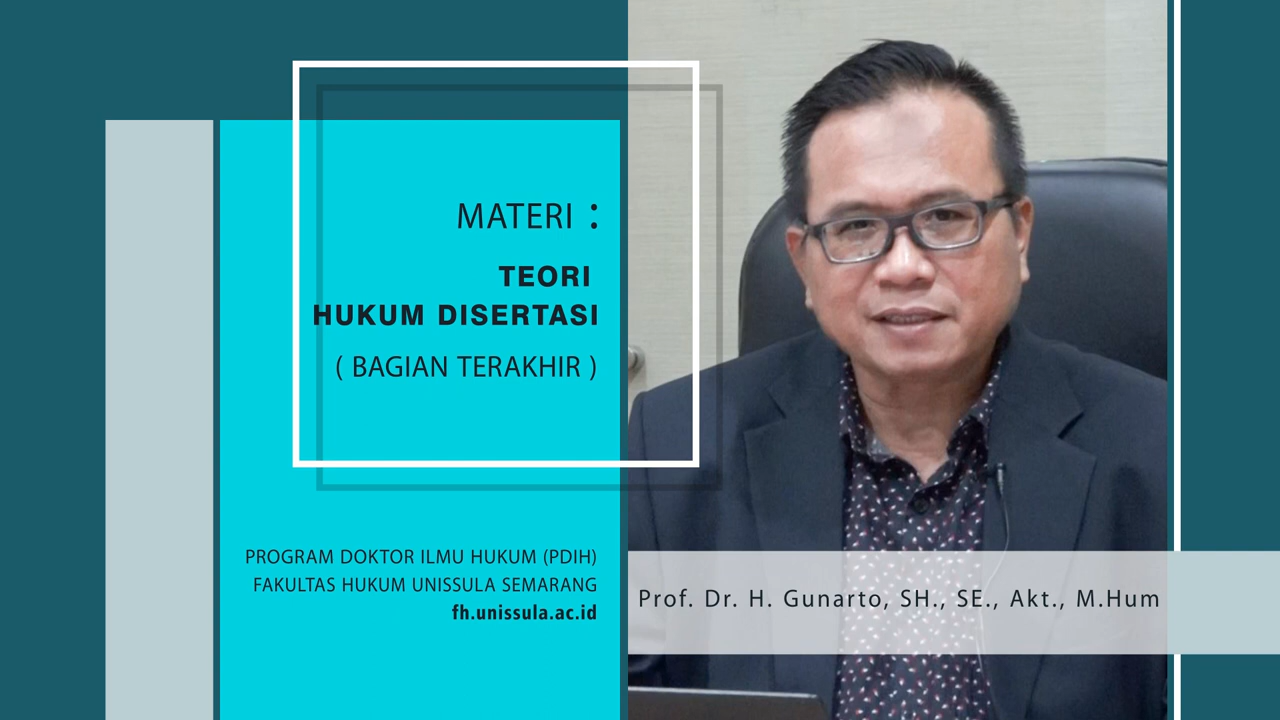 MATERI :
TEORI
HUKUM DISERTASI
( BAGIAN TERAKHIR )
PROGRAM DOKTOR ILMU HUKUM (PDIH)
FAKULTAS HUKUM UNISSULA SEMARANG
fh.unissula.ac.id
Prof. Dr. H. Gunarto, SH., SE., Akt., M.Hum